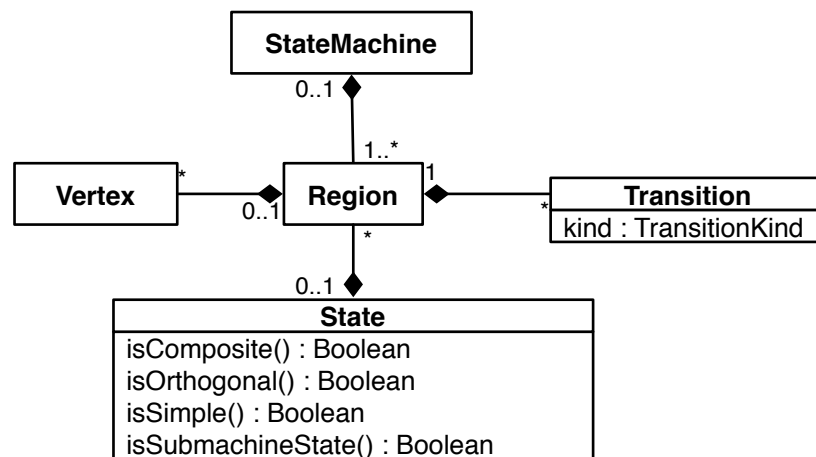 StateMachine
0..1
1..*
Vertex
*
0..1
Region
1
*
Transition
kind : TransitionKind
*
0..1
State
isComposite() : Boolean
isOrthogonal() : Boolean
isSimple() : Boolean
isSubmachineState() : Boolean